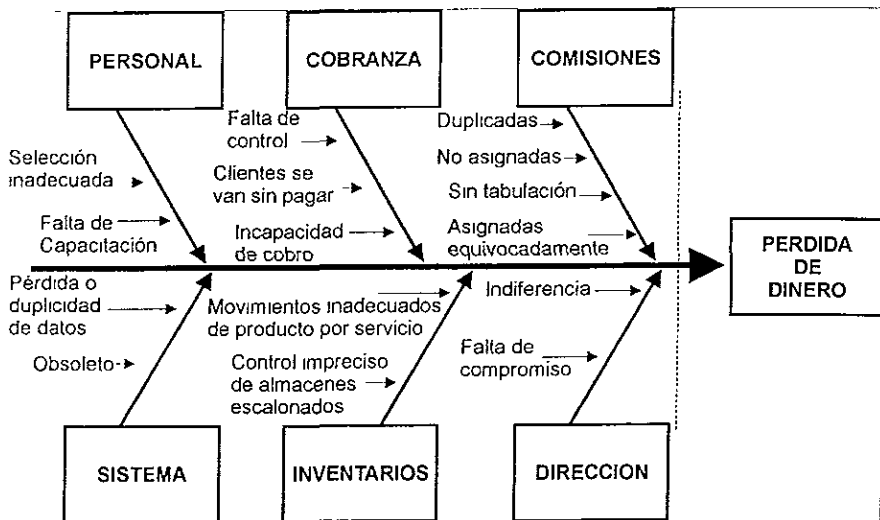 PERSONAL
COBRANZA
COMISIONES
Selección
inadecuada
Falta de
Capacitación
Falta de
control
Clientes se
van sin pagar
Incapacidad
de cobro
Duplicadas
No asignadas
Sin tabulación
Asignadas
equivocadamente
PERDIDA
DE
DINERO
Pérdida o
duplicidad
de datos
Obsoleto
Movimientos inadecuados
de producto por servicio
Control impreciso
de almacenes
escalonados
Indiferencia
Falta de
compromiso
SISTEMA
INVENTARIOS
DIRECCION